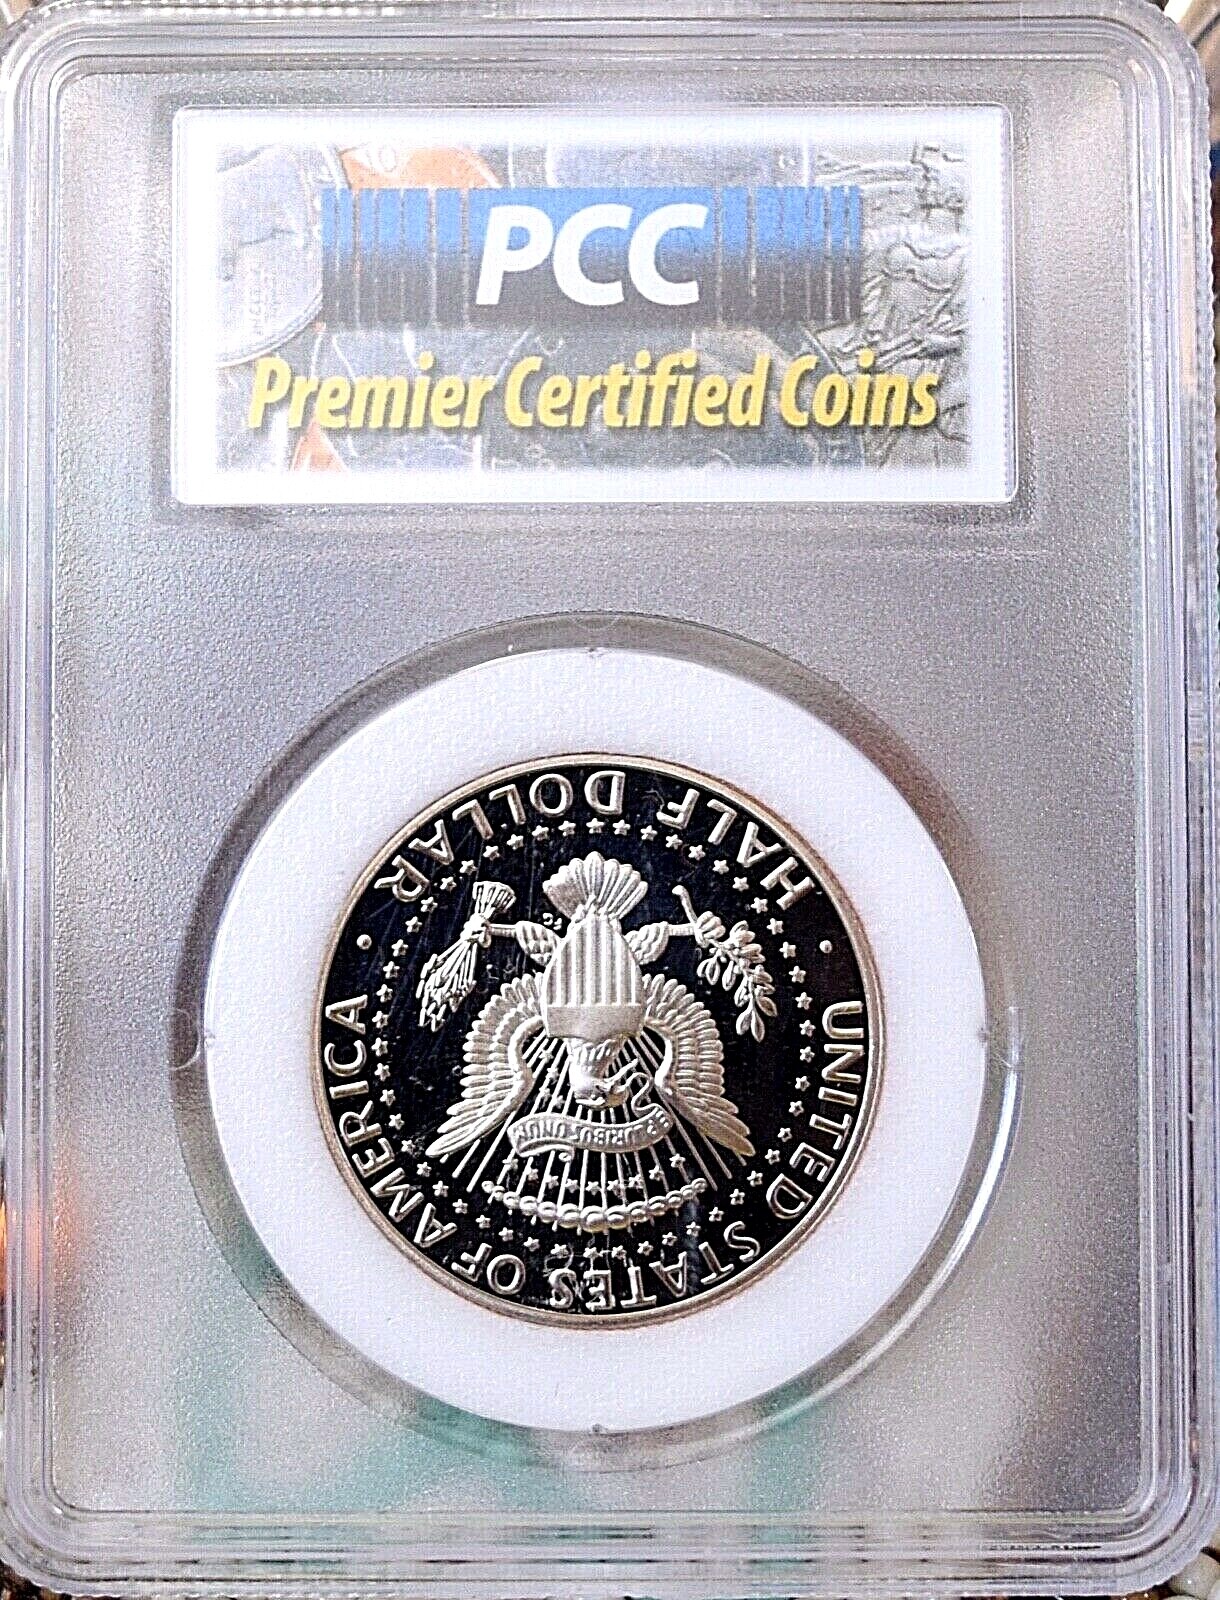 PCC
Premier Certified Coins
UNITED STATES OF AMERICA
HALF DOLLAR
E PLURIBUS UNUM